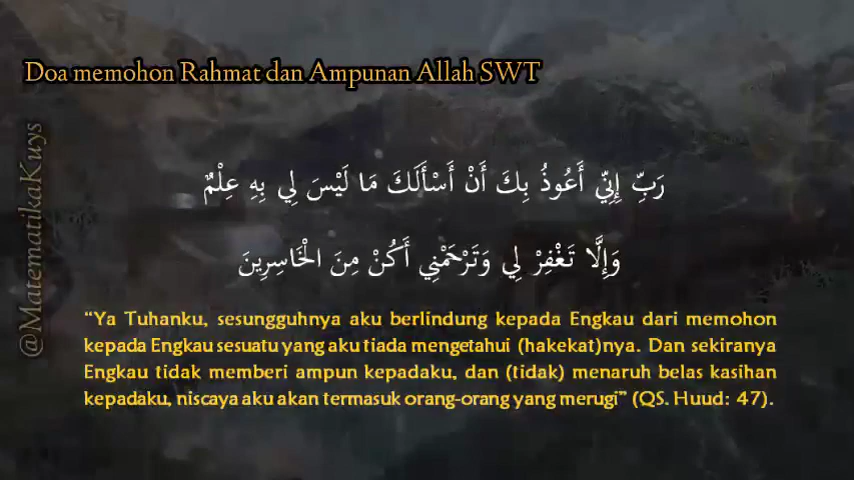 Doa memohon Rahmat dan Ampunan Allah SWT
@MatematikaKuys
رَبِّ إِنِّي أَعُوذُ بِكَ أَنْ أَسْأَلَكَ مَا لَيْسَ لِي بِهِ عِلْمٌ
وَإِلَّا تَغْفِرْ لِي وَتَرْحَمْنِي أَكُنْ مِنَ الْخَاسِرِينَ
“Ya Tuhanku, sesungguhnya aku berlindung kepada Engkau dari memohon
kepada Engkau sesuatu yang aku tiada mengetahui (hakekat)nya. Dan sekiranya
Engkau tidak memberi ampun kepadaku, dan (tidak) menaruh belas kasihan
kepadaku, niscaya aku akan termasuk orang-orang yang merugi” (QS. Huud: 47).